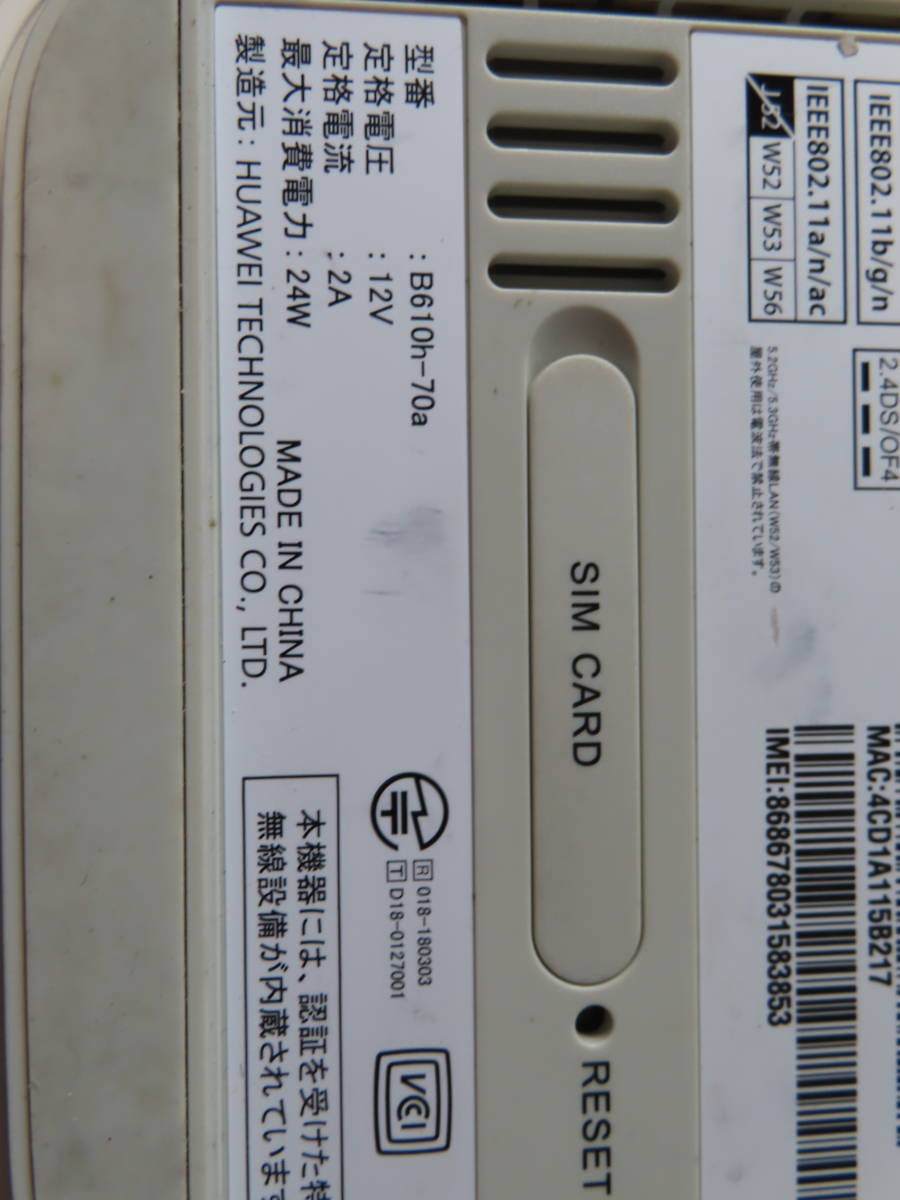 IEEE802.11b/g/n
2.4DS/OF4
IEEE802.11a/n/ac
J52 W52 W53 W56
5.2GHz/5.3GHz帯無線LAN(W52/W53)の
屋外使用は電波法で禁止されています。
MAC:4CD1A115B217
IMEI:868678031583853
SIM CARD
RESET
型番 : B610h-70a
定格電圧 : 12V
定格電流 : 2A
最大消費電力 : 24W
MADE IN CHINA
製造元 : HUAWEI TECHNOLOGIES CO., LTD.
R 018-180303
T D18-0127001
VCCI
本機器には、認証を受けた特
無線設備が内蔵されています